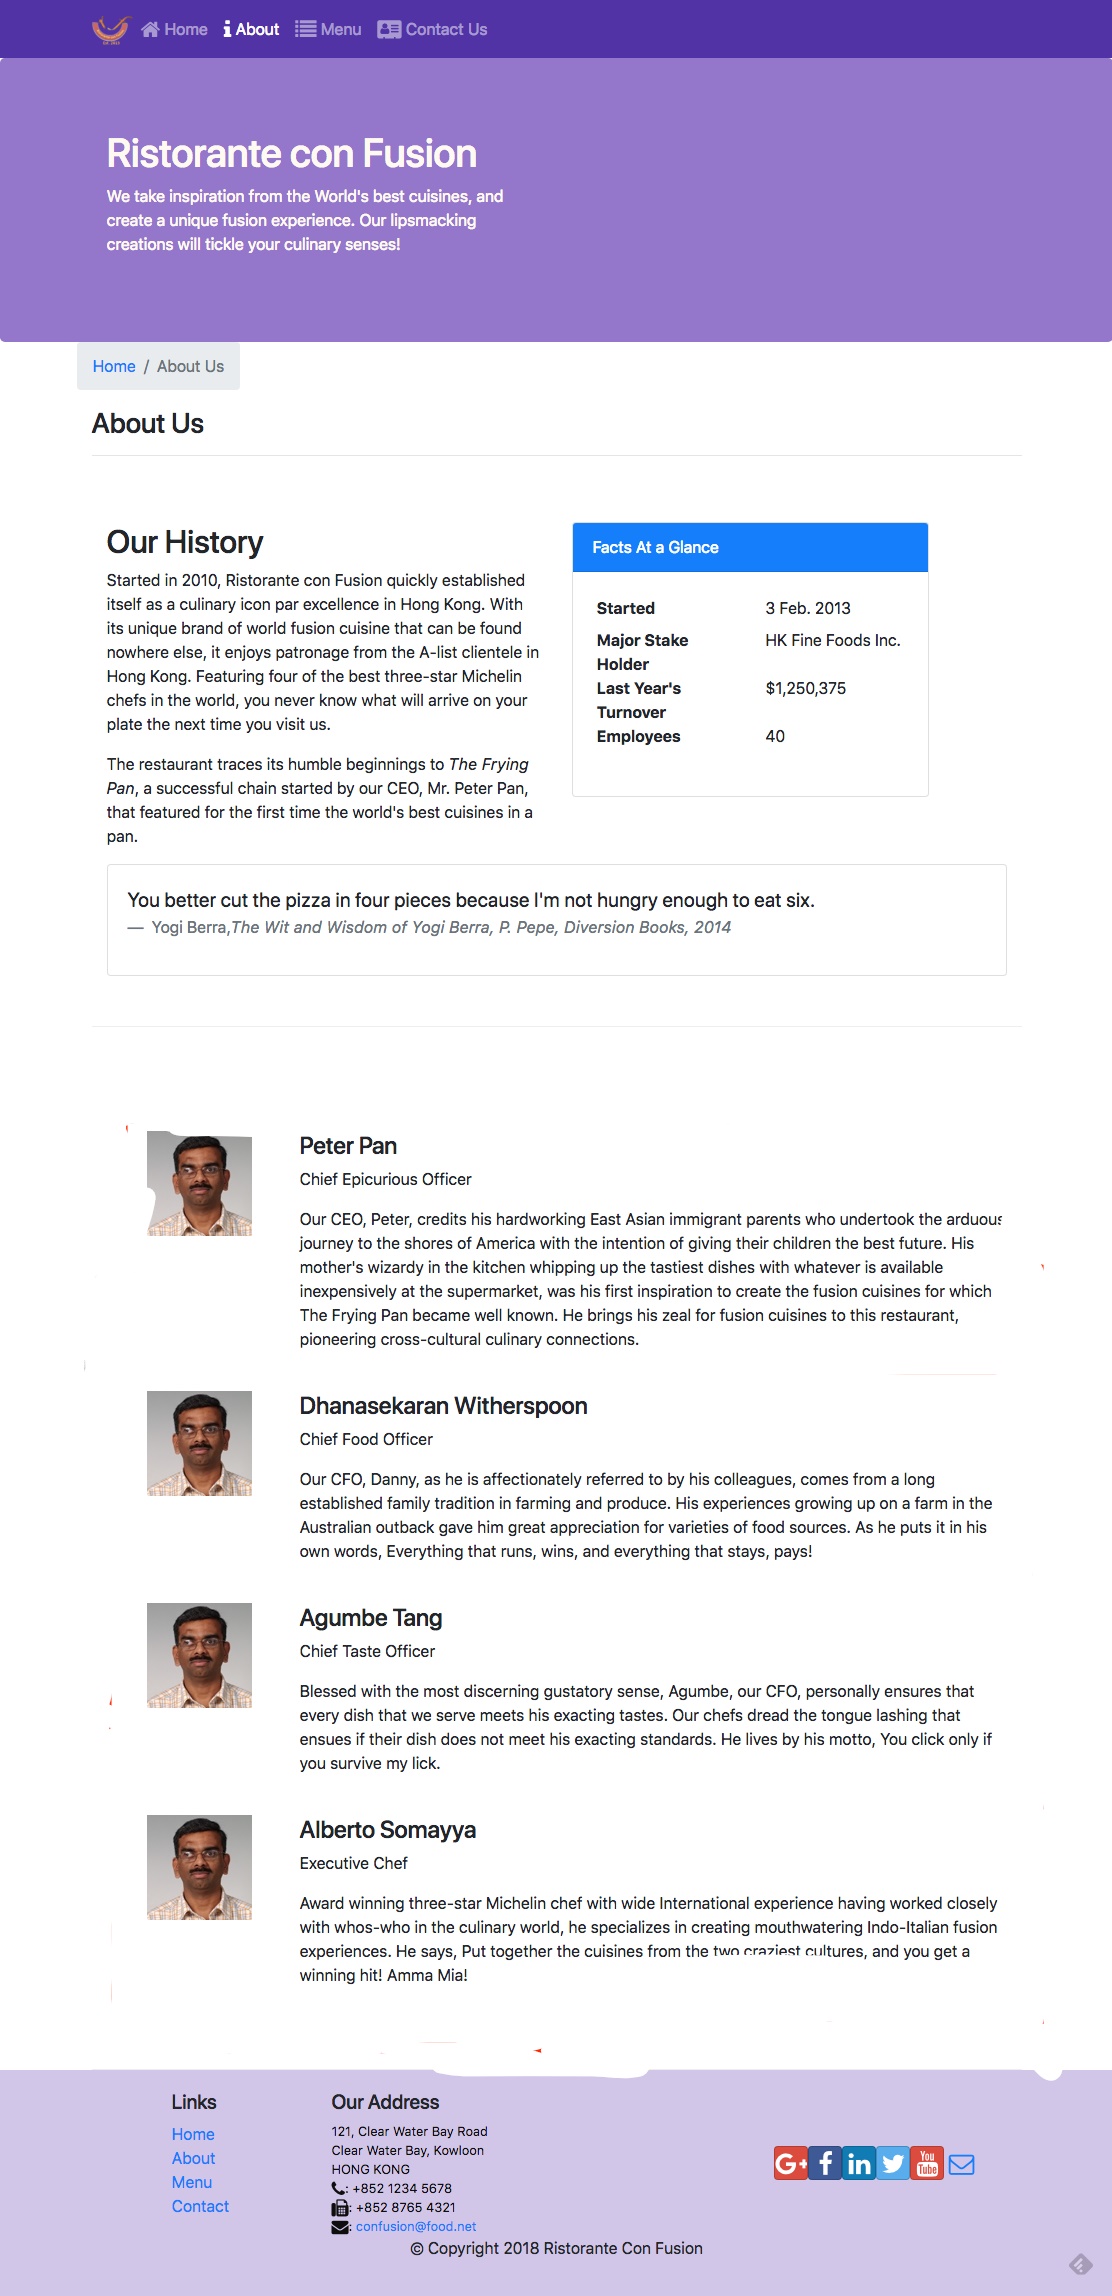 Home About Menu Contact Us
Ristorante con Fusion
We take inspiration from the World's best cuisines, and
create a unique fusion experience. Our lipsmacking
creations will tickle your culinary senses!
Home / About Us
About Us
Our History
Started in 2010, Ristorante con Fusion quickly established
itself as a culinary icon par excellence in Hong Kong. With
its unique brand of world fusion cuisine that can be found
nowhere else, it enjoys patronage from the A-list clientele in
Hong Kong. Featuring four of the best three-star Michelin
chefs in the world, you never know what will arrive on your
plate the next time you visit us.
The restaurant traces its humble beginnings to The Frying
Pan, a successful chain started by our CEO, Mr. Peter Pan,
that featured for the first time the world's best cuisines in a
pan.
Facts At a Glance
Started 3 Feb. 2013
Major Stake HK Fine Foods Inc.
Holder
Last Year's $1,250,375
Turnover
Employees 40
You better cut the pizza in four pieces because I'm not hungry enough to eat six.
— Yogi Berra,The Wit and Wisdom of Yogi Berra, P. Pepe, Diversion Books, 2014
Peter Pan
Chief Epicurious Officer
Our CEO, Peter, credits his hardworking East Asian immigrant parents who undertook the arduous
journey to the shores of America with the intention of giving their children the best future. His
mother's wizardy in the kitchen whipping up the tastiest dishes with whatever is available
inexpensively at the supermarket, was his first inspiration to create the fusion cuisines for which
The Frying Pan became well known. He brings his zeal for fusion cuisines to this restaurant,
pioneering cross-cultural culinary connections.
Dhanasekaran Witherspoon
Chief Food Officer
Our CFO, Danny, as he is affectionately referred to by his colleagues, comes from a long
established family tradition in farming and produce. His experiences growing up on a farm in the
Australian outback gave him great appreciation for varieties of food sources. As he puts it in his
own words, Everything that runs, wins, and everything that stays, pays!
Agumbe Tang
Chief Taste Officer
Blessed with the most discerning gustatory sense, Agumbe, our CFO, personally ensures that
every dish that we serve meets his exacting tastes. Our chefs dread the tongue lashing that
ensues if their dish does not meet his exacting standards. He lives by his motto, You click only if
you survive my lick.
Alberto Somayya
Executive Chef
Award winning three-star Michelin chef with wide International experience having worked closely
with whos-who in the culinary world, he specializes in creating mouthwatering Indo-Italian fusion
experiences. He says, Put together the cuisines from the two craziest cultures, and you get a
winning hit! Amma Mia!
Links
Home
About
Menu
Contact
Our Address
121, Clear Water Bay Road
Clear Water Bay, Kowloon
HONG KONG
: +852 1234 5678
: +852 8765 4321
: confusion@food.net
G+ f in You Tube
© Copyright 2018 Ristorante Con Fusion